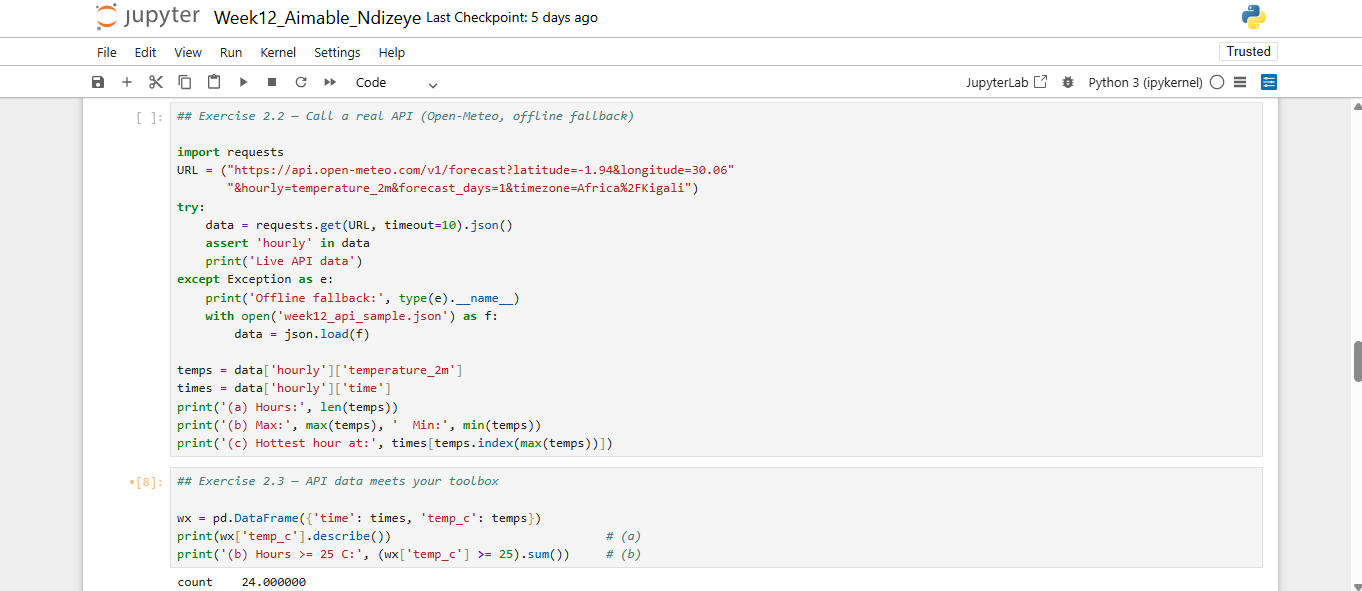 jupyter Week12_Aimable_Ndizeye Last Checkpoint: 5 days ago
File Edit View Run Kernel Settings Help Trusted
Code JupyterLab Python 3 (ipykernel)
[ ]: ## Exercise 2.2 — Call a real API (Open-Meteo, offline fallback)
import requests
URL = ("https://api.open-meteo.com/v1/forecast?latitude=-1.94&longitude=30.06"
       "&hourly=temperature_2m&forecast_days=1&timezone=Africa%2FKigali")
try:
    data = requests.get(URL, timeout=10).json()
    assert 'hourly' in data
    print('Live API data')
except Exception as e:
    print('Offline fallback:', type(e).__name__)
    with open('week12_api_sample.json') as f:
        data = json.load(f)
temps = data['hourly']['temperature_2m']
times = data['hourly']['time']
print('(a) Hours:', len(temps))
print('(b) Max:', max(temps), '  Min:', min(temps))
print('(c) Hottest hour at:', times[temps.index(max(temps))])
•[8]: ## Exercise 2.3 — API data meets your toolbox
wx = pd.DataFrame({'time': times, 'temp_c': temps})
print(wx['temp_c'].describe())                              # (a)
print('(b) Hours >= 25 C:', (wx['temp_c'] >= 25).sum())     # (b)
count    24.000000